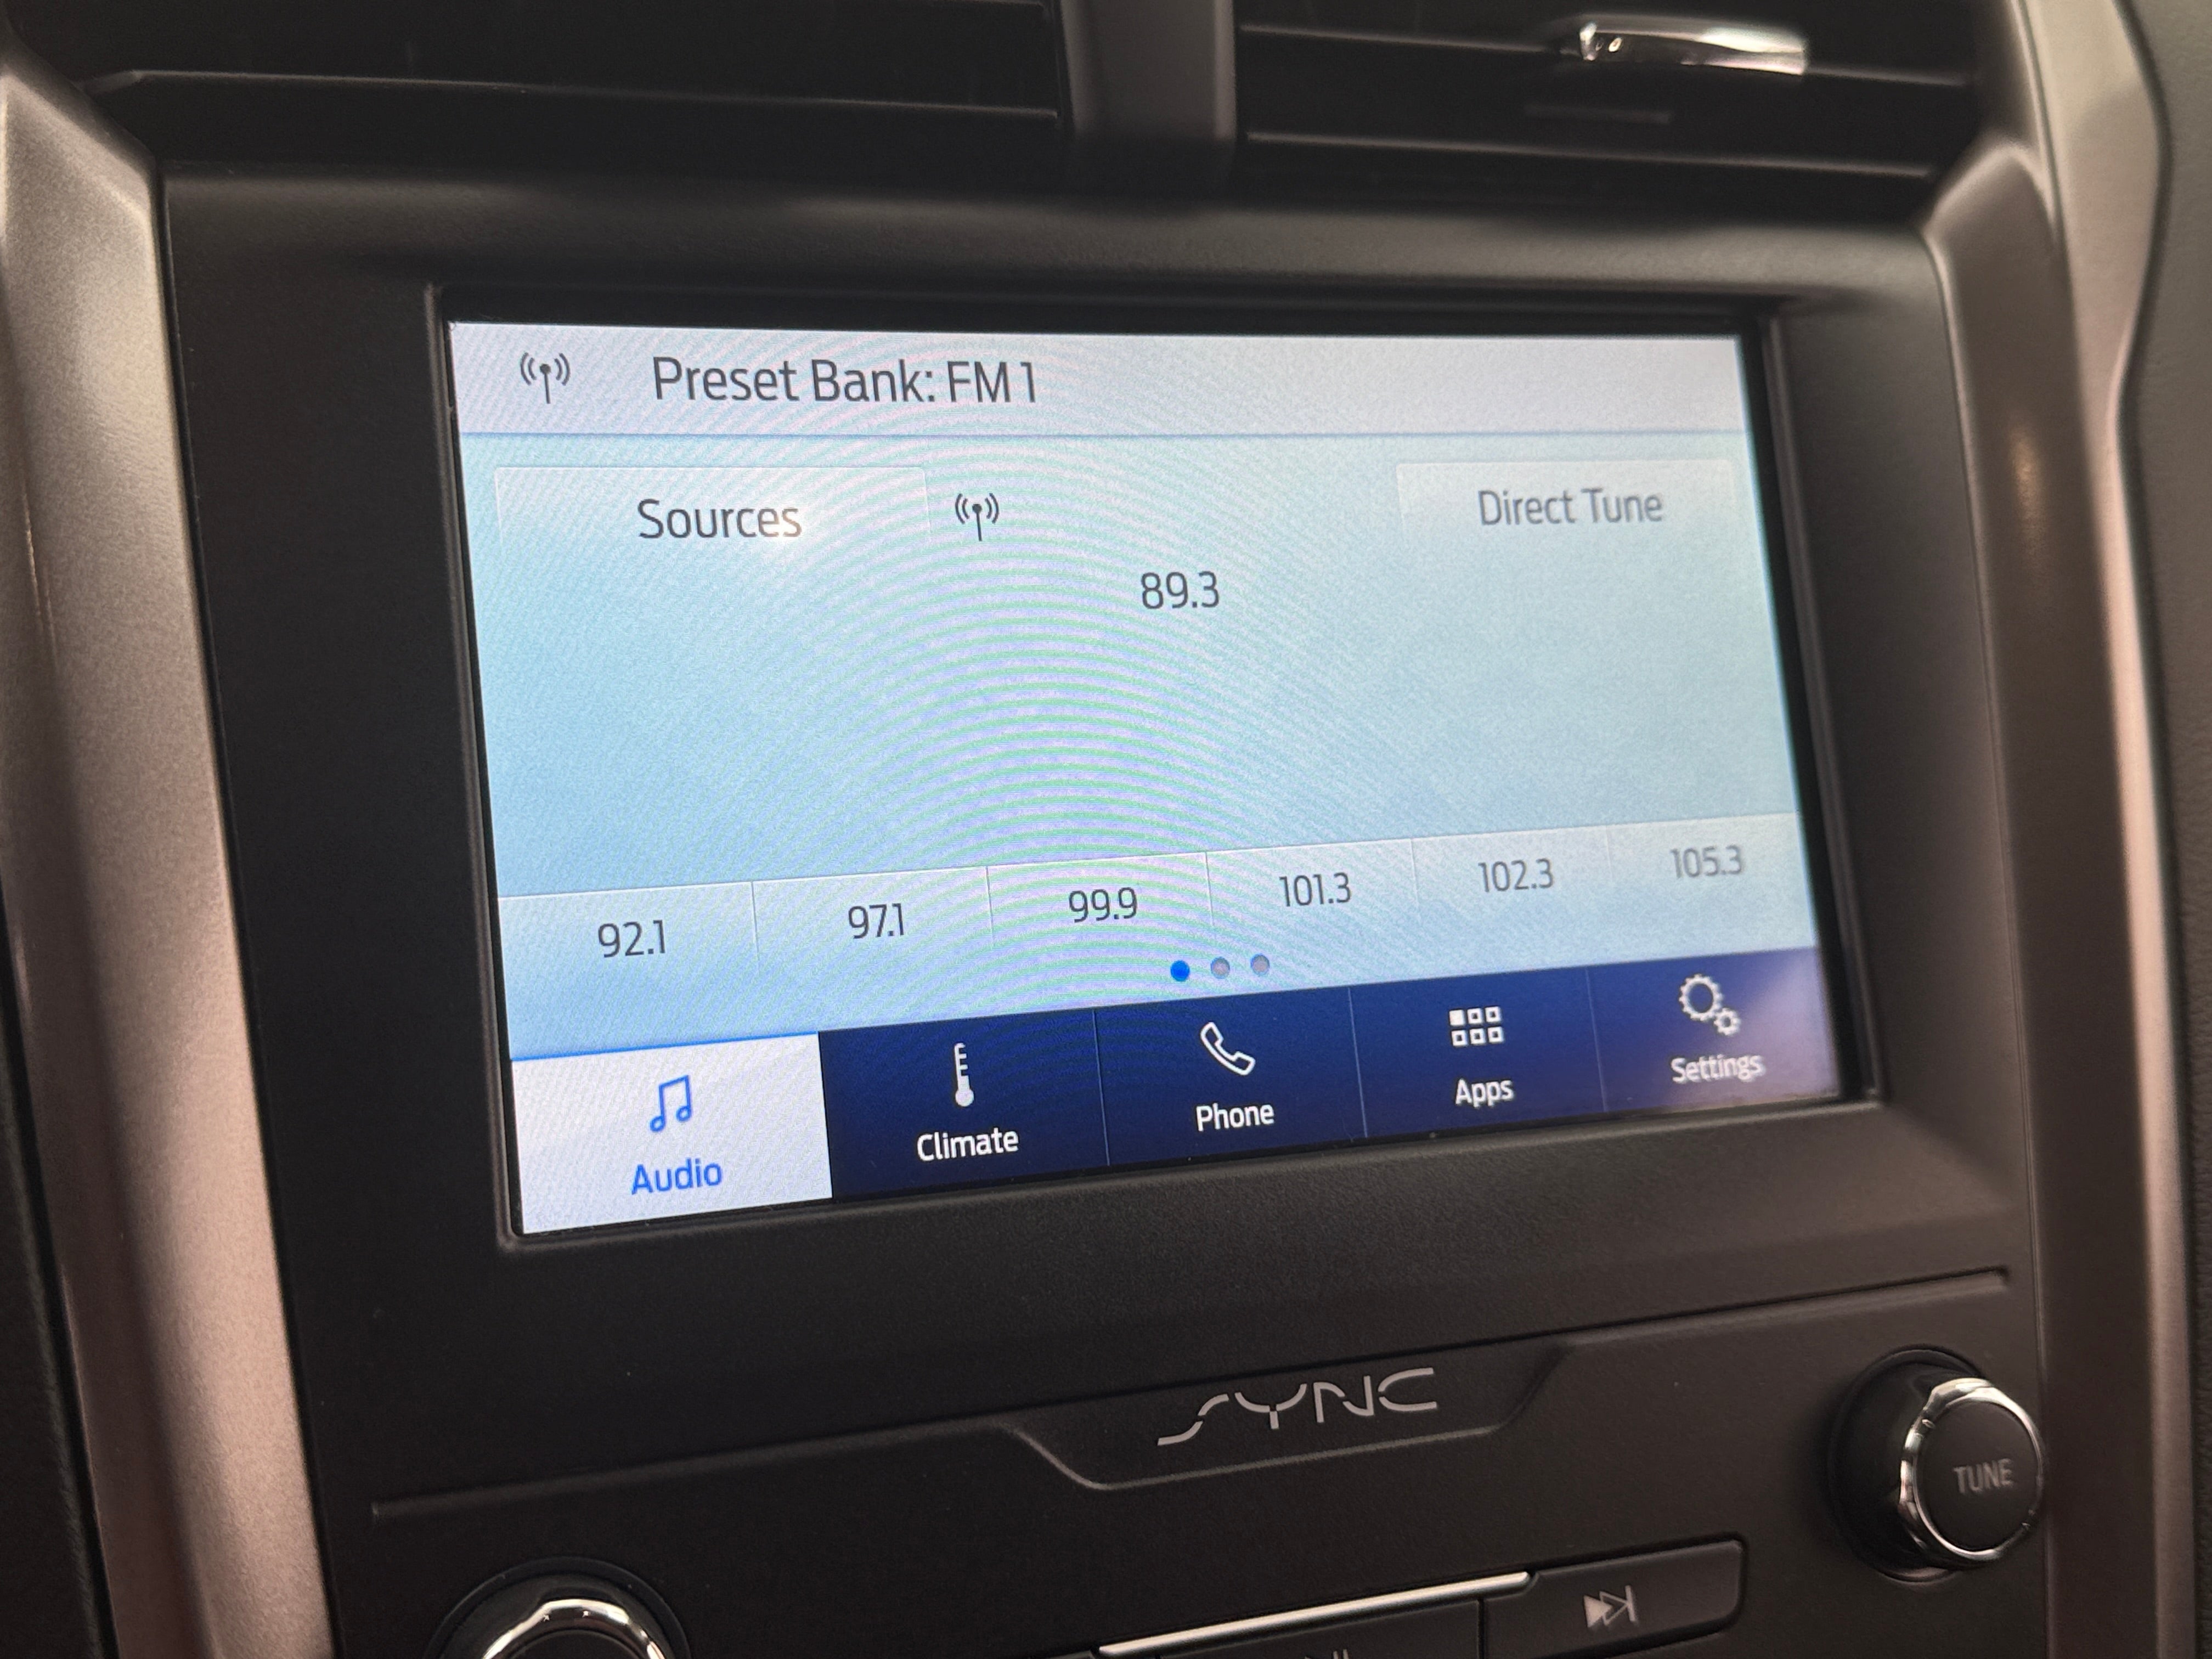 Preset Bank: FM 1
Sources
Direct Tune
89.3
92.1 97.1 99.9 101.3 102.3 105.3
Audio Climate Phone Apps Settings
SYNC
TUNE